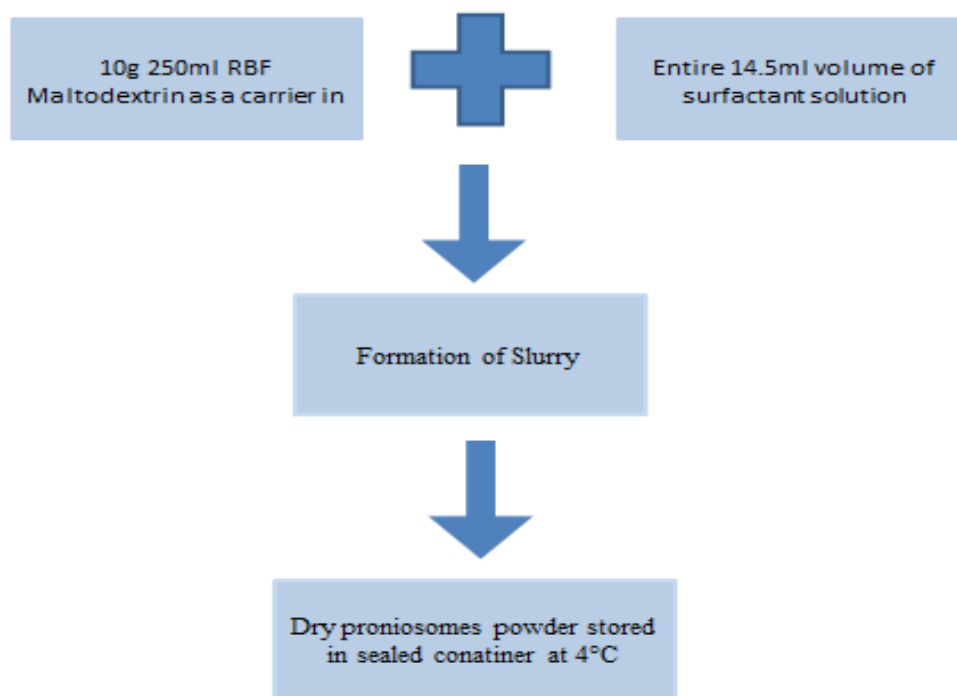 10g 250ml RBF
Maltodextrin as a carrier in
Entire 14.5ml volume of
surfactant solution
Formation of Slurry
Dry proniosomes powder stored
in sealed conatiner at 4°C